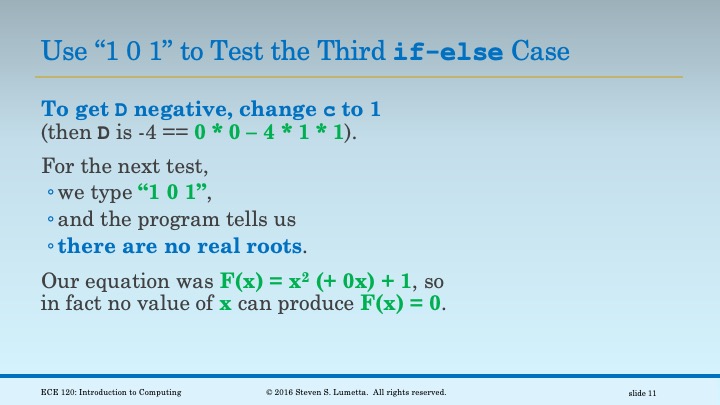 Use “1 0 1” to Test the Third if-else Case
To get D negative, change c to 1
(then D is -4 == 0 * 0 – 4 * 1 * 1).
For the next test,
◦we type “1 0 1”,
◦and the program tells us
◦there are no real roots.
Our equation was F(x) = x² (+ 0x) + 1, so
in fact no value of x can produce F(x) = 0.
ECE 120: Introduction to Computing
© 2016 Steven S. Lumetta.  All rights reserved.
slide 11